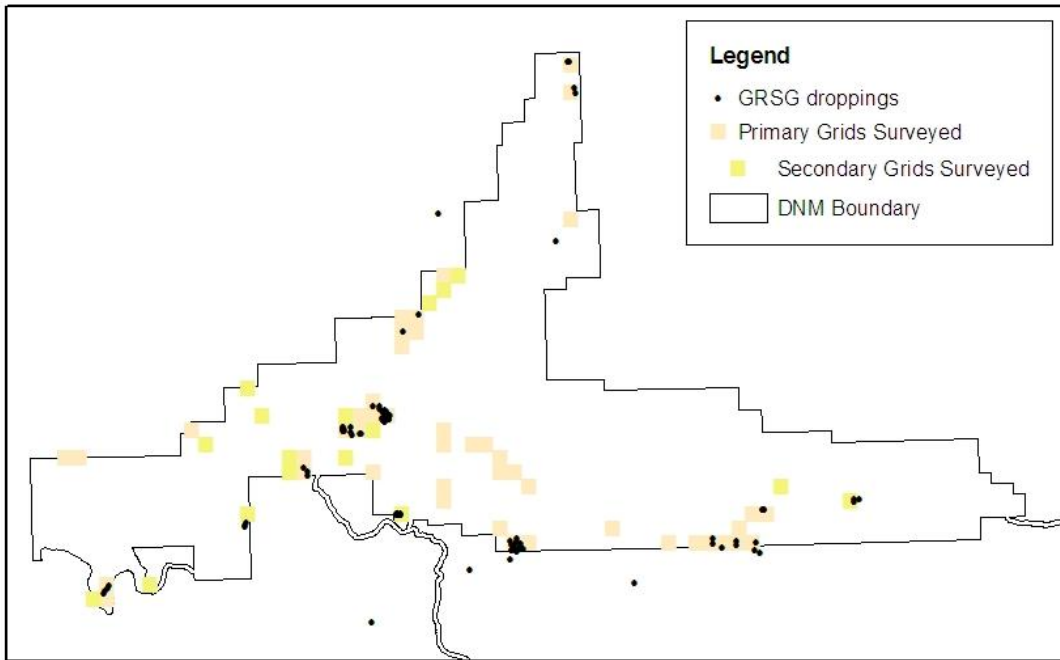 Legend
GRSG droppings
Primary Grids Surveyed
Secondary Grids Surveyed
DNM Boundary